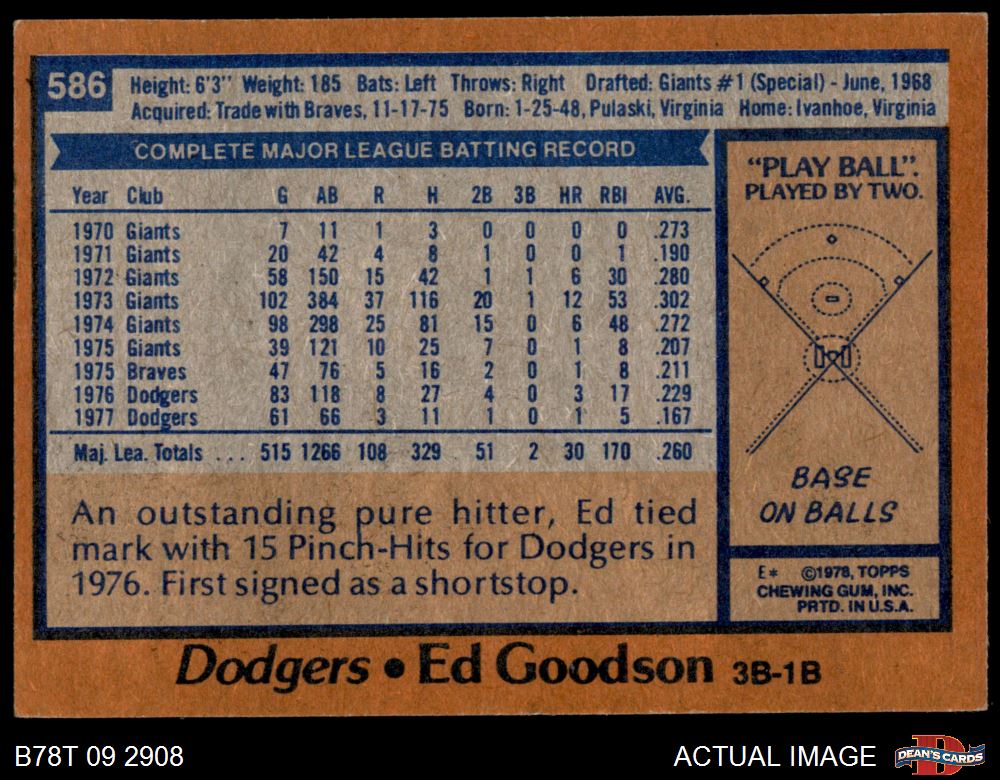 586
Height: 6'3" Weight: 185 Bats: Left Throws: Right Drafted: Giants #1 (Special) - June, 1968
Acquired: Trade with Braves, 11-17-75 Born: 1-25-48, Pulaski, Virginia Home: Ivanhoe, Virginia
COMPLETE MAJOR LEAGUE BATTING RECORD
Year Club G AB R H 2B 3B HR RBI AVG.
1970 Giants 7 11 1 3 0 0 0 0 .273
1971 Giants 20 42 4 8 1 0 0 1 .190
1972 Giants 58 150 15 42 1 1 6 30 .280
1973 Giants 102 384 37 116 20 1 12 53 .302
1974 Giants 98 298 25 81 15 0 6 48 .272
1975 Giants 39 121 10 25 7 0 1 8 .207
1975 Braves 47 76 5 16 2 0 1 8 .211
1976 Dodgers 83 118 8 27 4 0 3 17 .229
1977 Dodgers 61 66 3 11 1 0 1 5 .167
Maj. Lea. Totals ... 515 1266 108 329 51 2 30 170 .260
An outstanding pure hitter, Ed tied
mark with 15 Pinch-Hits for Dodgers in
1976. First signed as a shortstop.
"PLAY BALL".
PLAYED BY TWO.
BASE
ON BALLS
E* ©1978, TOPPS
CHEWING GUM, INC.
PRTD. IN U.S.A.
Dodgers • Ed Goodson 3B-1B
B78T 09 2908
ACTUAL IMAGE
DEAN'S CARDS